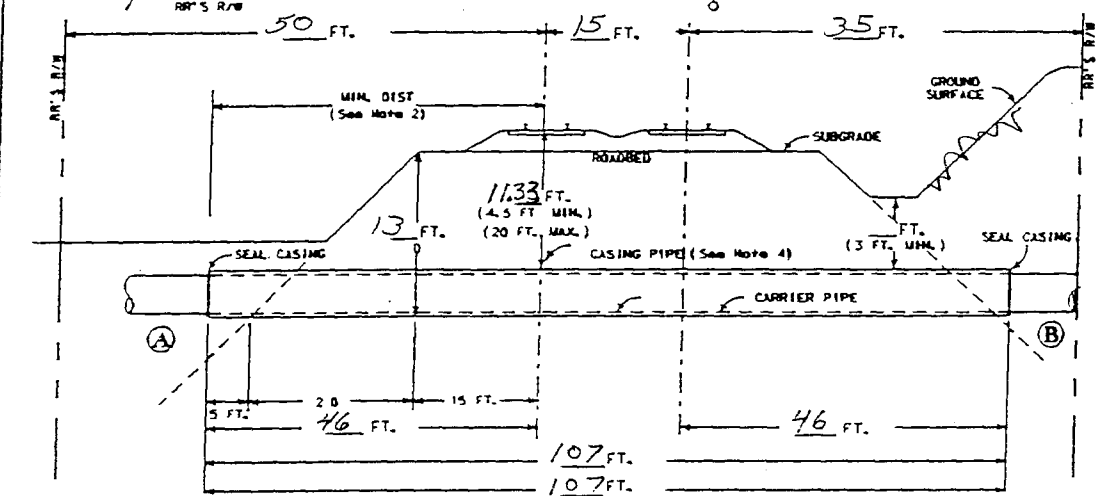 RR'S R/W
50 FT. 15 FT. 35 FT.
RR'S R/W
RR'S R/W
MIN. DIST
(See Note 2)
GROUND
SURFACE
SUBGRADE
ROADBED
11.33 FT.
(4.5 FT MIN.)
(20 FT. MAX.)
13 FT.
D
FT.
(3 FT. MIN.)
SEAL CASING
CASING PIPE (See Note 4)
SEAL CASING
CARRIER PIPE
A
B
5 FT. 2 D 15 FT.
46 FT. 46 FT.
107 FT.
107 FT.